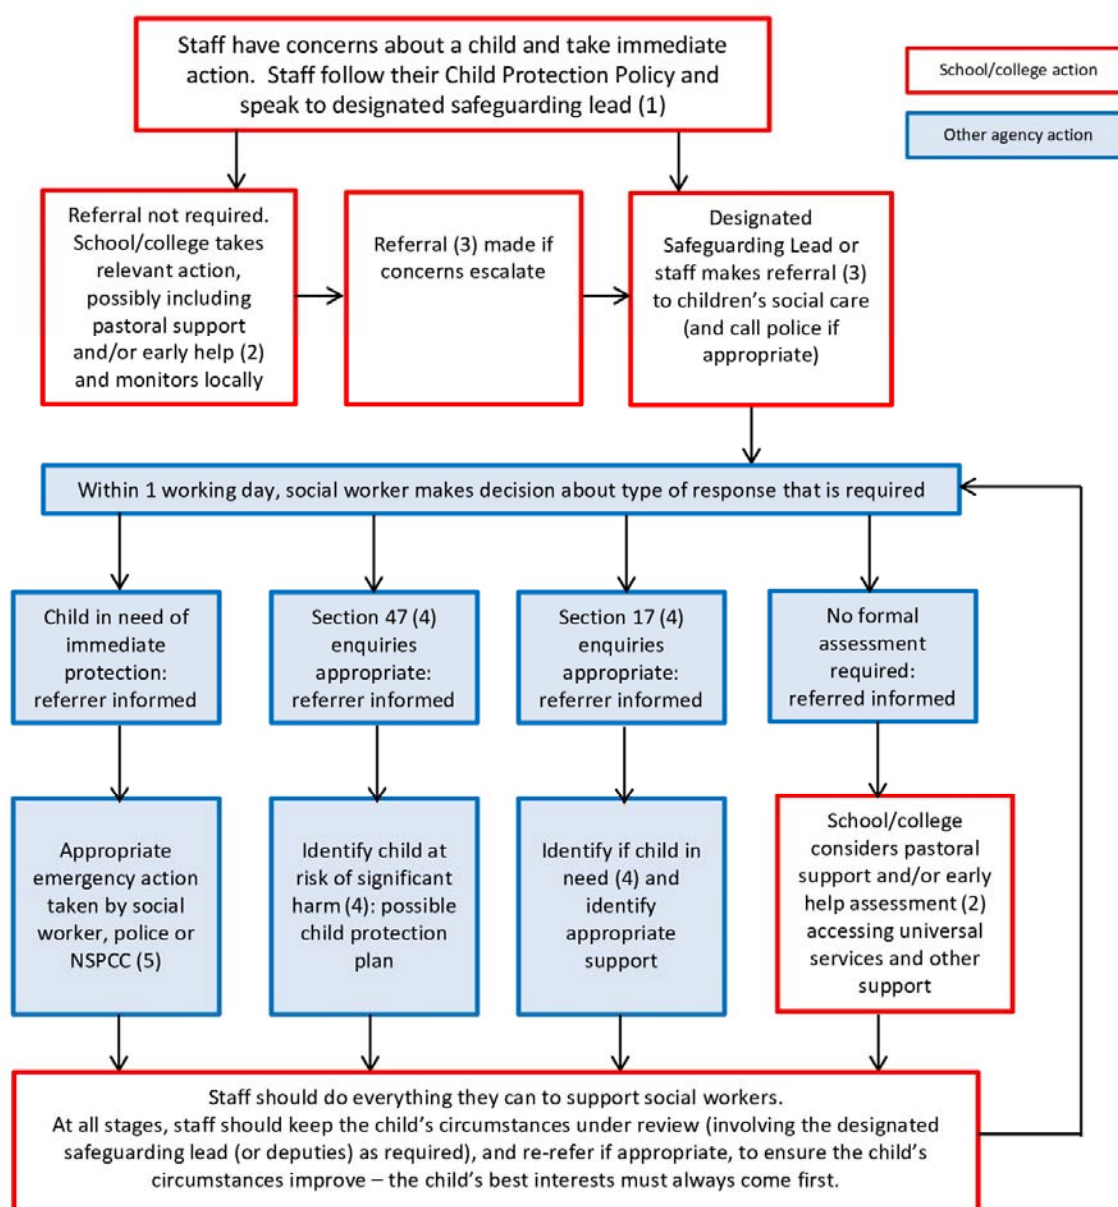 Staff have concerns about a child and take immediate
action.  Staff follow their Child Protection Policy and
speak to designated safeguarding lead (1)
School/college action
Other agency action
Referral not required.
School/college takes
relevant action,
possibly including
pastoral support
and/or early help (2)
and monitors locally
Referral (3) made if
concerns escalate
Designated
Safeguarding Lead or
staff makes referral (3)
to children’s social care
(and call police if
appropriate)
Within 1 working day, social worker makes decision about type of response that is required
Child in need of
immediate
protection:
referrer informed
Section 47 (4)
enquiries
appropriate:
referrer informed
Section 17 (4)
enquiries
appropriate:
referrer informed
No formal
assessment
required:
referred informed
Appropriate
emergency action
taken by social
worker, police or
NSPCC (5)
Identify child at
risk of significant
harm (4): possible
child protection
plan
Identify if child in
need (4) and
identify
appropriate
support
School/college
considers pastoral
support and/or early
help assessment (2)
accessing universal
services and other
support
Staff should do everything they can to support social workers.
At all stages, staff should keep the child’s circumstances under review (involving the designated
safeguarding lead (or deputies) as required), and re-refer if appropriate, to ensure the child’s
circumstances improve – the child’s best interests must always come first.